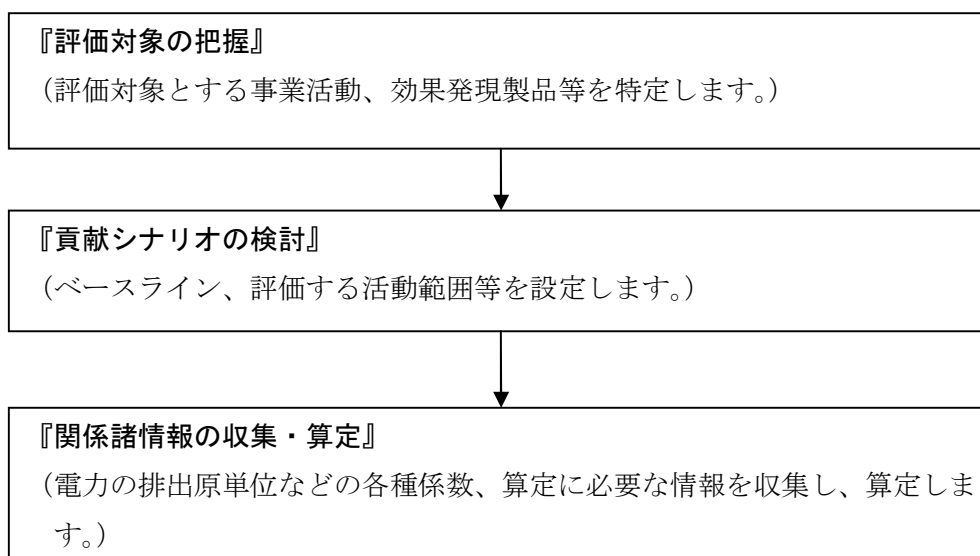 『評価対象の把握』
（評価対象とする事業活動、効果発現製品等を特定します。）
『貢献シナリオの検討』
（ベースライン、評価する活動範囲等を設定します。）
『関係諸情報の収集・算定』
（電力の排出原単位などの各種係数、算定に必要な情報を収集し、算定しま
す。）